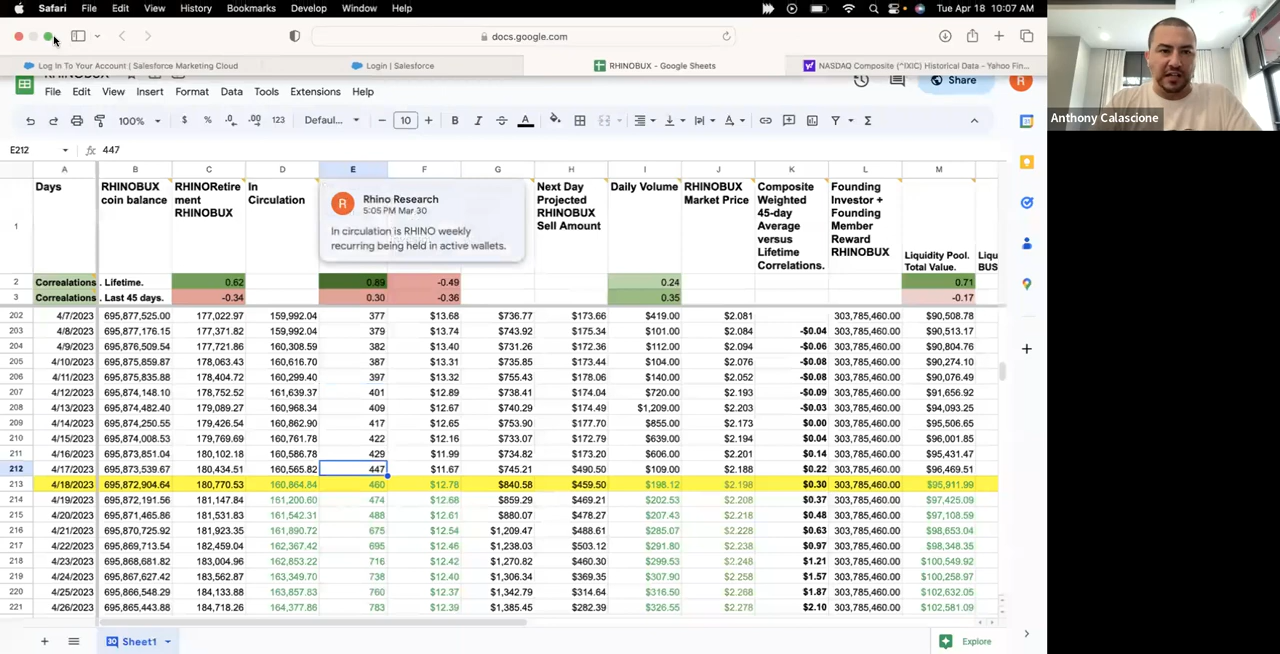 Safari File Edit View History Bookmarks Develop Window Help Tue Apr 18 10:07 AM
docs.google.com
Log In To Your Account | Salesforce Marketing Cloud Login | Salesforce RHINOBUX - Google Sheets NASDAQ Composite (^IXIC) Historical Data - Yahoo Fin...
Share R
File Edit View Insert Format Data Tools Extensions Help
100% $ % .0 .00 123 Defaul... 10 B I A
E212 fx 447
Anthony Calascione
A B C D E F G H I J K L M
1 Days RHINOBUX coin balance RHINORetire ment RHINOBUX In Circulation Next Day Projected RHINOBUX Sell Amount Daily Volume RHINOBUX Market Price Composite Weighted 45-day Average versus Lifetime Correlations. Founding Investor + Founding Member Reward RHINOBUX Liquidity Pool. Total Value. Liqu BUS
R Rhino Research
5:05 PM Mar 30
In circulation is RHINO weekly
recurring being held in active wallets.
2 Correalations . Lifetime. 0.62 0.89 -0.49 0.24 0.71
3 Correalations . Last 45 days. -0.34 0.30 -0.36 0.35 -0.17
202 4/7/2023 695,877,525.00 177,022.97 159,992.04 377 $13.68 $736.77 $173.66 $419.00 $2.081 303,785,460.00 $90,508.78
203 4/8/2023 695,877,176.15 177,371.82 159,992.04 379 $13.74 $743.92 $175.34 $101.00 $2.084 -$0.04 303,785,460.00 $90,513.17
204 4/9/2023 695,876,509.54 177,721.86 160,308.59 382 $13.40 $731.26 $172.36 $112.00 $2.094 -$0.06 303,785,460.00 $90,804.76
205 4/10/2023 695,875,859.87 178,063.43 160,616.70 387 $13.31 $735.85 $173.44 $104.00 $2.076 -$0.08 303,785,460.00 $90,274.10
206 4/11/2023 695,875,835.88 178,404.72 160,299.40 397 $13.32 $755.43 $178.06 $140.00 $2.052 -$0.08 303,785,460.00 $90,076.49
207 4/12/2023 695,874,148.10 178,752.52 161,639.37 401 $12.89 $738.41 $174.04 $720.00 $2.193 -$0.09 303,785,460.00 $91,656.92
208 4/13/2023 695,874,482.40 179,089.27 160,968.34 409 $12.67 $740.29 $174.49 $1,209.00 $2.203 -$0.03 303,785,460.00 $94,093.25
209 4/14/2023 695,874,250.55 179,426.54 160,862.90 417 $12.65 $753.90 $177.70 $855.00 $2.173 $0.00 303,785,460.00 $95,506.65
210 4/15/2023 695,874,008.53 179,769.69 160,761.78 422 $12.16 $733.07 $172.79 $639.00 $2.194 $0.04 303,785,460.00 $96,001.85
211 4/16/2023 695,873,851.04 180,102.18 160,586.78 429 $11.99 $734.82 $173.20 $606.00 $2.201 $0.14 303,785,460.00 $95,431.47
212 4/17/2023 695,873,539.67 180,434.51 160,565.82 447 $11.67 $745.21 $490.50 $109.00 $2.188 $0.22 303,785,460.00 $96,469.51
213 4/18/2023 695,872,904.64 180,770.53 160,864.84 460 $12.78 $840.58 $459.50 $198.12 $2.198 $0.30 303,785,460.00 $95,911.99
214 4/19/2023 695,872,191.56 181,147.84 161,200.60 474 $12.68 $859.29 $469.21 $202.53 $2.208 $0.37 303,785,460.00 $97,425.09
215 4/20/2023 695,871,465.86 181,531.83 161,542.31 488 $12.61 $880.07 $478.27 $207.43 $2.218 $0.48 303,785,460.00 $97,108.59
216 4/21/2023 695,870,725.92 181,923.35 161,890.72 675 $12.54 $1,209.47 $488.61 $285.07 $2.228 $0.63 303,785,460.00 $98,653.04
217 4/22/2023 695,869,713.54 182,459.04 162,367.42 695 $12.46 $1,238.03 $503.12 $291.80 $2.238 $0.97 303,785,460.00 $98,348.35
218 4/23/2023 695,868,681.82 183,004.96 162,853.22 716 $12.42 $1,270.82 $460.30 $299.53 $2.248 $1.21 303,785,460.00 $100,549.92
219 4/24/2023 695,867,627.42 183,562.87 163,349.70 738 $12.40 $1,306.34 $369.35 $307.90 $2.258 $1.57 303,785,460.00 $100,258.97
220 4/25/2023 695,866,548.29 184,133.88 163,857.83 760 $12.37 $1,342.79 $314.64 $316.50 $2.268 $1.87 303,785,460.00 $102,632.05
221 4/26/2023 695,865,443.88 184,718.26 164,377.86 783 $12.39 $1,385.45 $282.39 $326.55 $2.278 $2.10 303,785,460.00 $102,581.09
Sheet1 Explore